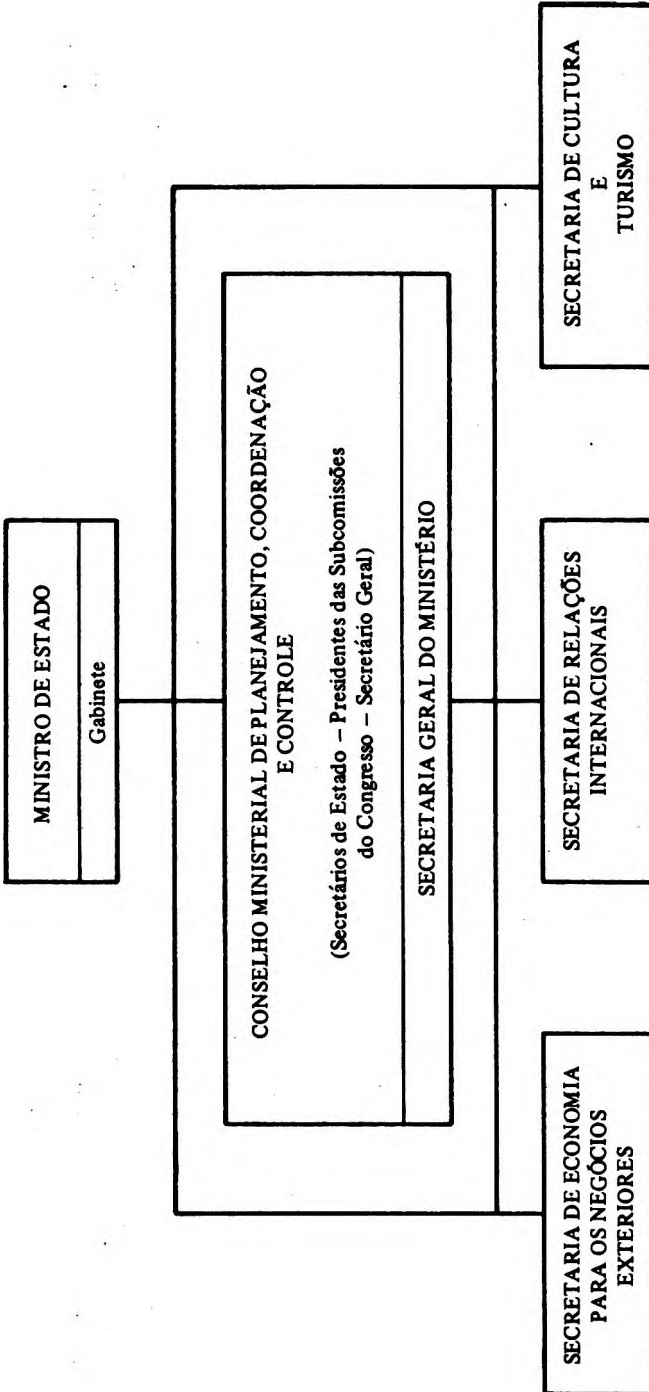 MINISTRO DE ESTADO
Gabinete
CONSELHO MINISTERIAL DE PLANEJAMENTO, COORDENAÇÃO
E CONTROLE
(Secretários de Estado – Presidentes das Subcomissões
do Congresso – Secretário Geral)
SECRETARIA GERAL DO MINISTÉRIO
SECRETARIA DE ECONOMIA
PARA OS NEGÓCIOS
EXTERIORES
SECRETARIA DE RELAÇÕES
INTERNACIONAIS
SECRETARIA DE CULTURA
E
TURISMO